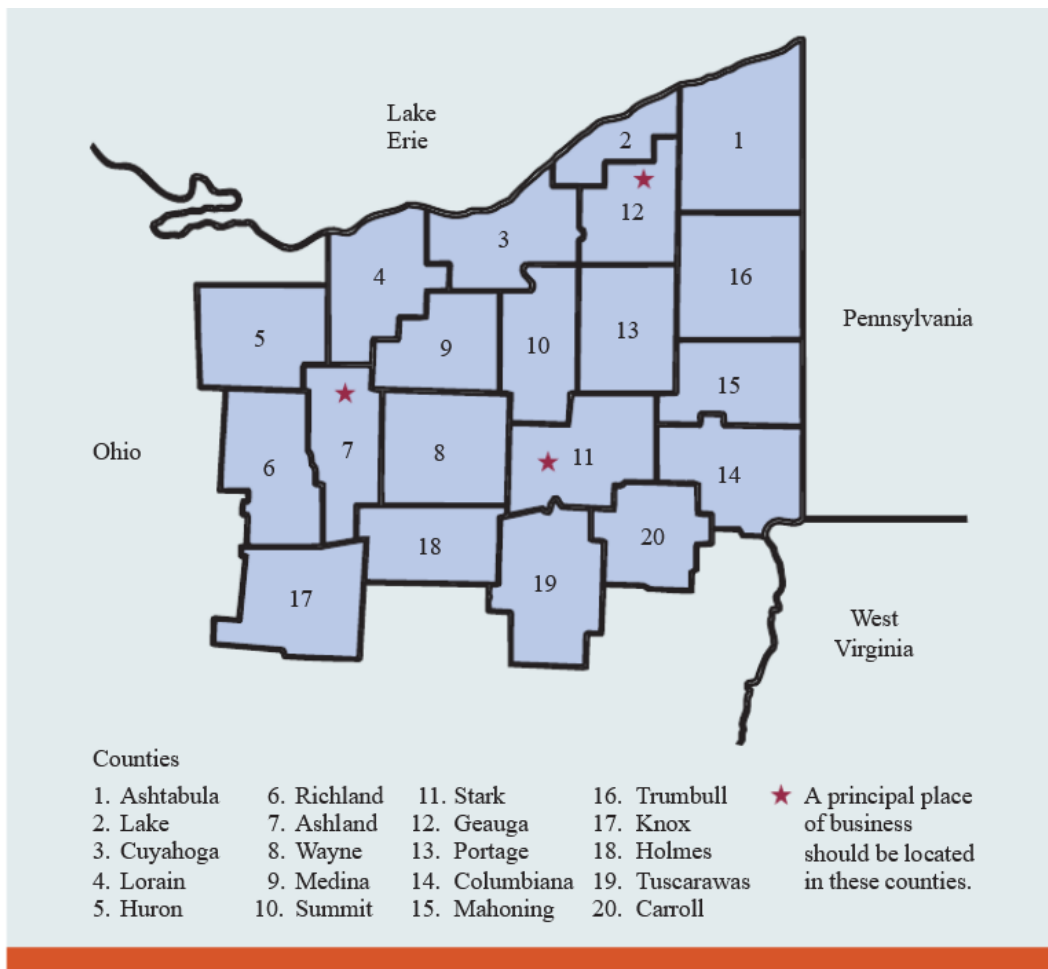 Lake
Erie
1
2
12
3
4
16
Pennsylvania
5
9
10
13
15
Ohio
6
7
8
11
14
18
20
17
19
West
Virginia
Counties
1. Ashtabula 6. Richland 11. Stark 16. Trumbull ★ A principal place
2. Lake 7. Ashland 12. Geauga 17. Knox of business
3. Cuyahoga 8. Wayne 13. Portage 18. Holmes should be located
4. Lorain 9. Medina 14. Columbiana 19. Tuscarawas in these counties.
5. Huron 10. Summit 15. Mahoning 20. Carroll